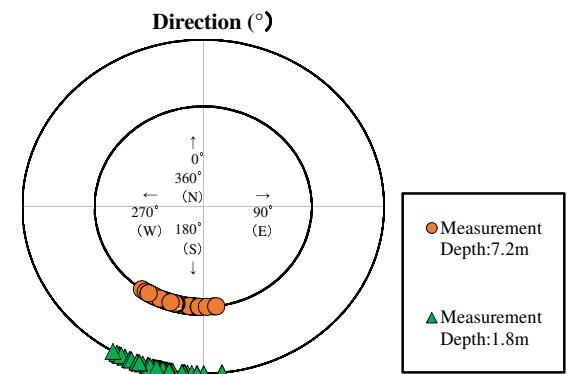 Direction (°)
↑
0°
360°
(N)
← →
270° 90°
(W) 180° (E)
(S)
↓
Measurement
Depth:7.2m
Measurement
Depth:1.8m